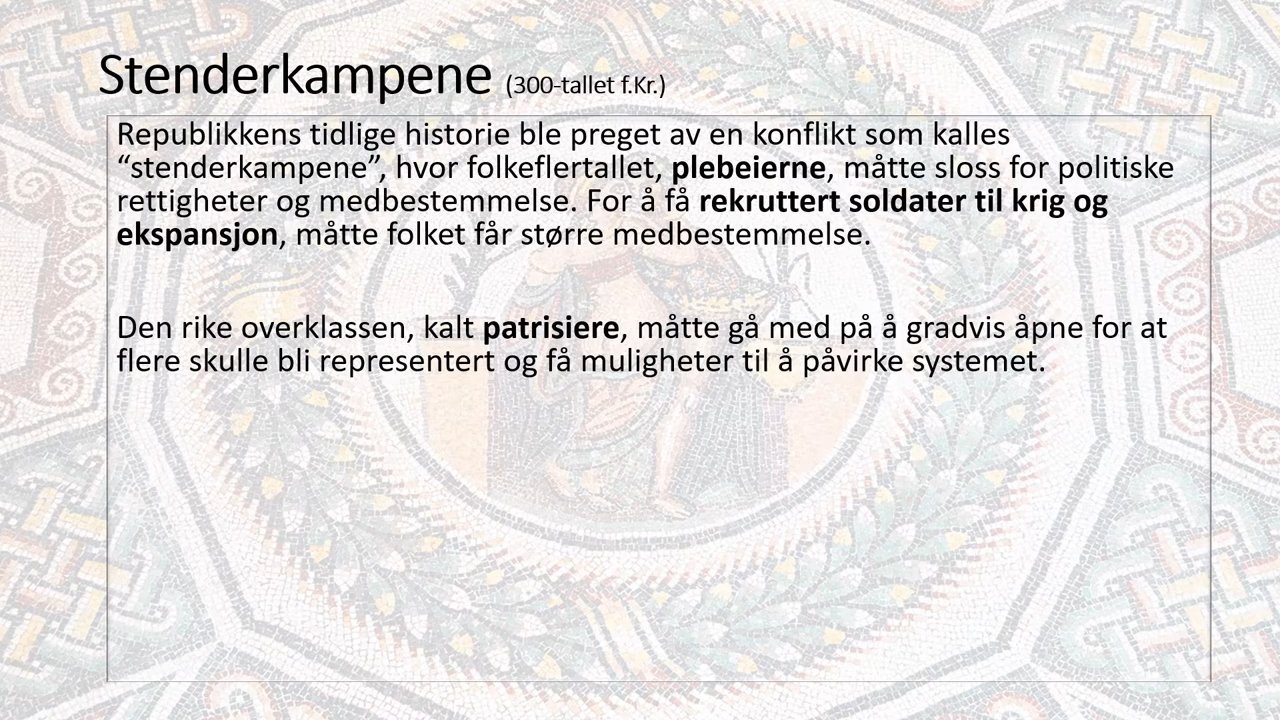 Stenderkampene (300-tallet f.Kr.)
Republikkens tidlige historie ble preget av en konflikt som kalles
“stenderkampene”, hvor folkeflertallet, plebeierne, måtte sloss for politiske
rettigheter og medbestemmelse. For å få rekruttert soldater til krig og
ekspansjon, måtte folket får større medbestemmelse.
Den rike overklassen, kalt patrisiere, måtte gå med på å gradvis åpne for at
flere skulle bli representert og få muligheter til å påvirke systemet.